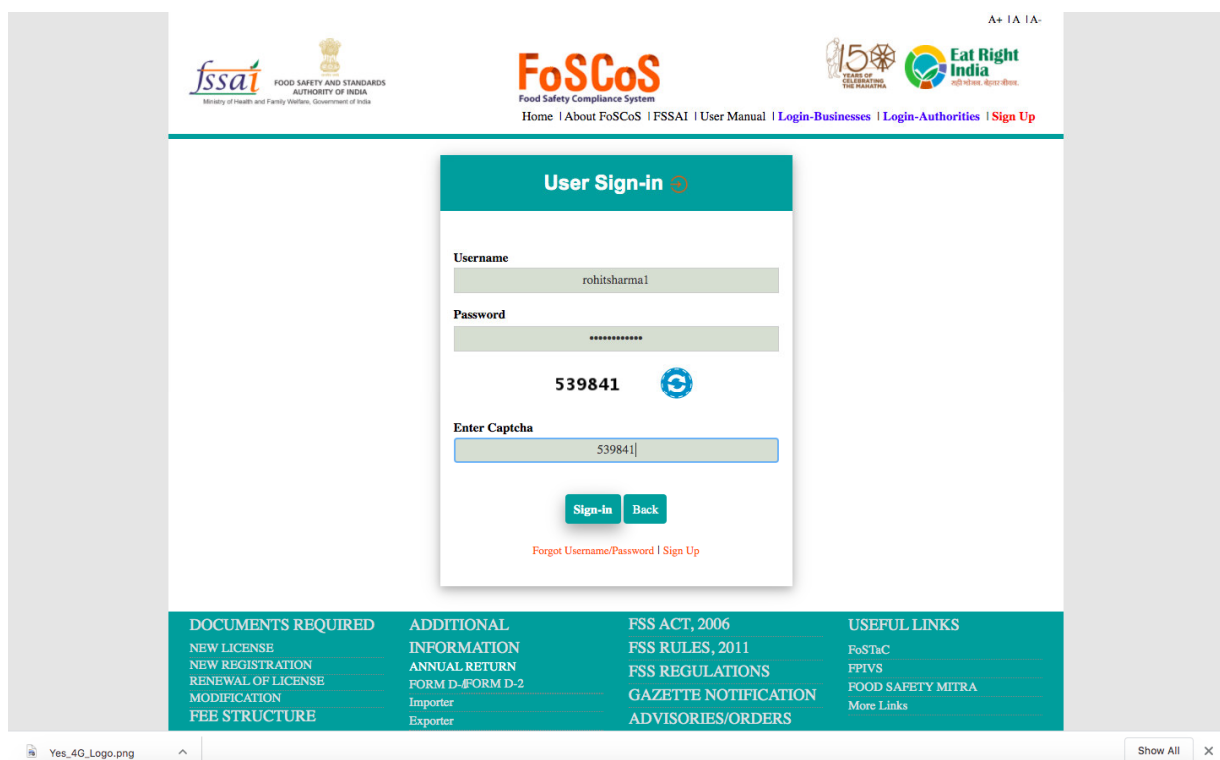 A+ | A | A-
fssai
FOOD SAFETY AND STANDARDS
AUTHORITY OF INDIA
Ministry of Health and Family Welfare, Government of India
FoSCoS
Food Safety Compliance System
150
YEARS OF
CELEBRATING
THE MAHATMA
Eat Right
India
सही भोजन. बेहतर जीवन.
Home | About FoSCoS | FSSAI | User Manual | Login-Businesses | Login-Authorities | Sign Up
User Sign-in
Username
rohitsharma1
Password
••••••••••••
539841
Enter Captcha
539841
Sign-in Back
Forgot Username/Password | Sign Up
DOCUMENTS REQUIRED
NEW LICENSE
NEW REGISTRATION
RENEWAL OF LICENSE
MODIFICATION
FEE STRUCTURE
ADDITIONAL
INFORMATION
ANNUAL RETURN
FORM D-1/FORM D-2
Importer
Exporter
FSS ACT, 2006
FSS RULES, 2011
FSS REGULATIONS
GAZETTE NOTIFICATION
ADVISORIES/ORDERS
USEFUL LINKS
FoSTaC
FPIVS
FOOD SAFETY MITRA
More Links
Yes_4G_Logo.png
Show All